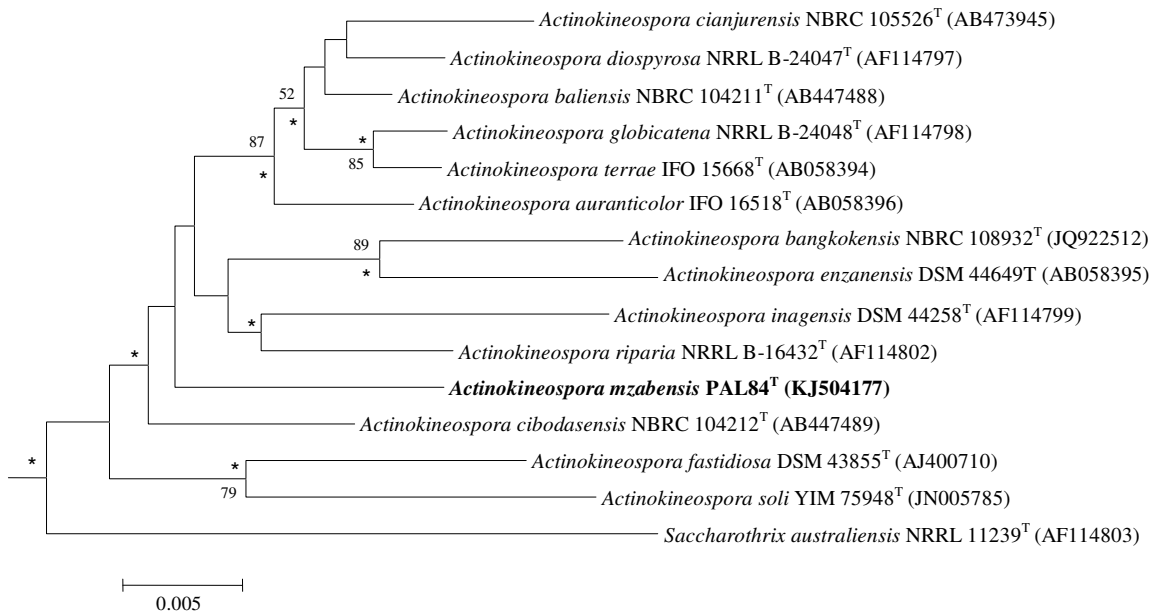 Actinokineospora cianjurensis NBRC 105526T (AB473945)
Actinokineospora diospyrosa NRRL B-24047T (AF114797)
52
*
Actinokineospora baliensis NBRC 104211T (AB447488)
87
*
*
85
Actinokineospora globicatena NRRL B-24048T (AF114798)
Actinokineospora terrae IFO 15668T (AB058394)
Actinokineospora auranticolor IFO 16518T (AB058396)
89
*
Actinokineospora bangkokensis NBRC 108932T (JQ922512)
Actinokineospora enzanensis DSM 44649T (AB058395)
*
Actinokineospora inagensis DSM 44258T (AF114799)
Actinokineospora riparia NRRL B-16432T (AF114802)
*
Actinokineospora mzabensis PAL84T (KJ504177)
Actinokineospora cibodasensis NBRC 104212T (AB447489)
*
*
79
Actinokineospora fastidiosa DSM 43855T (AJ400710)
Actinokineospora soli YIM 75948T (JN005785)
Saccharothrix australiensis NRRL 11239T (AF114803)
0.005